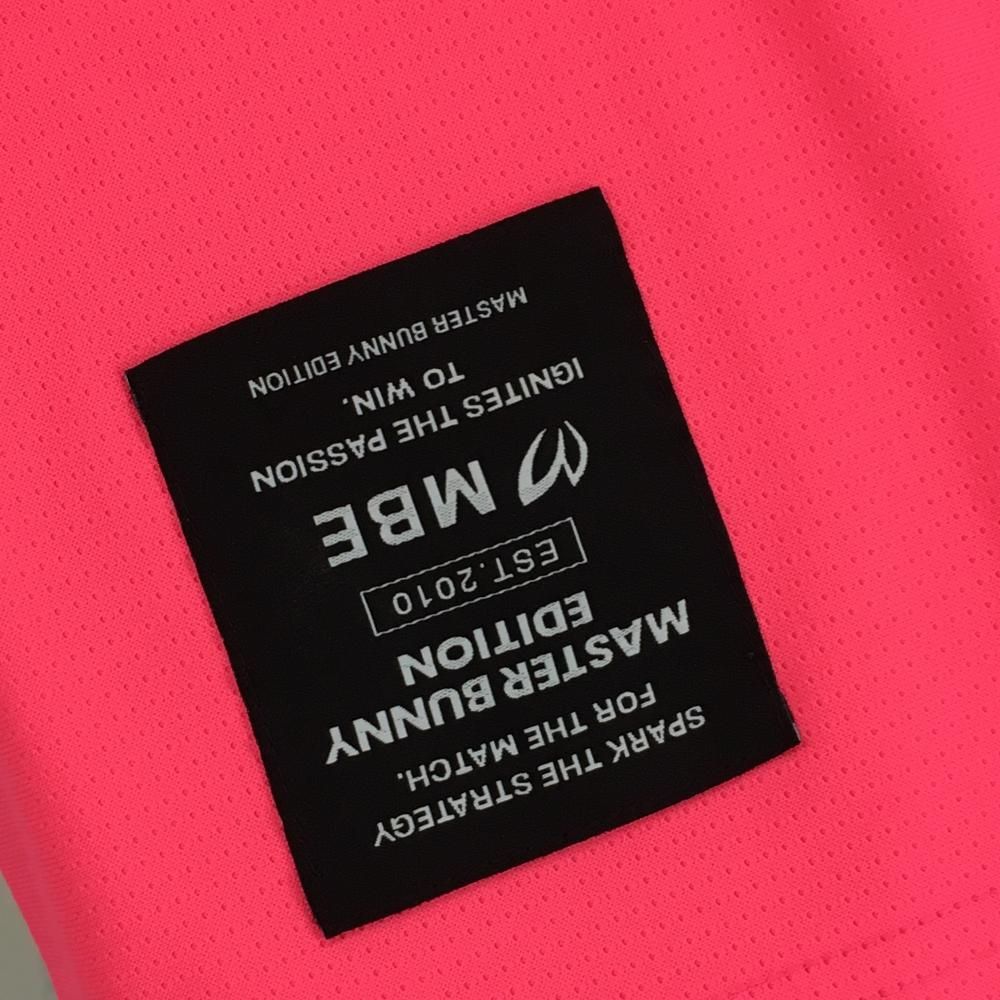 SPARK THE STRATEGY
FOR THE MATCH.
MASTER BUNNY
EDITION
EST.2010
MBE
IGNITES THE PASSION
TO WIN.
MASTER BUNNY EDITION